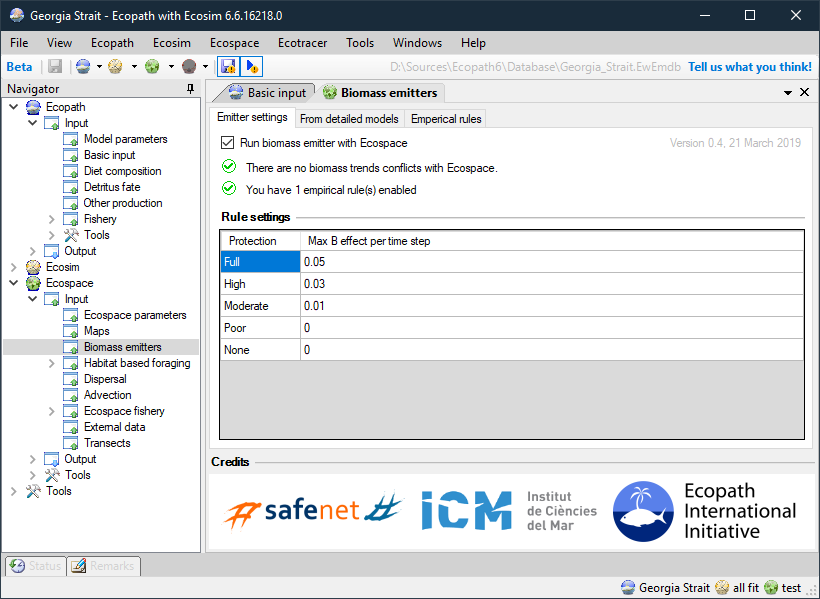 Georgia Strait - Ecopath with Ecosim 6.6.16218.0
File View Ecopath Ecosim Ecospace Ecotracer Tools Windows Help
Beta D:\Sources\Ecopath6\Database\Georgia_Strait.EwEmdb Tell us what you think!
Navigator
Ecopath
Input
Model parameters
Basic input
Diet composition
Detritus fate
Other production
Fishery
Tools
Output
Ecosim
Ecospace
Input
Ecospace parameters
Maps
Biomass emitters
Habitat based foraging
Dispersal
Advection
Ecospace fishery
External data
Transects
Output
Tools
Tools
Basic input Biomass emitters
Emitter settings From detailed models Emperical rules
Run biomass emitter with Ecospace Version 0.4, 21 March 2019
There are no biomass trends conflicts with Ecospace.
You have 1 empirical rule(s) enabled
Rule settings
Protection Max B effect per time step
Full 0.05
High 0.03
Moderate 0.01
Poor 0
None 0
Credits
safenet
iCM
Institut
de Ciències
del Mar
Ecopath
International
Initiative
Status Remarks
Georgia Strait all fit test